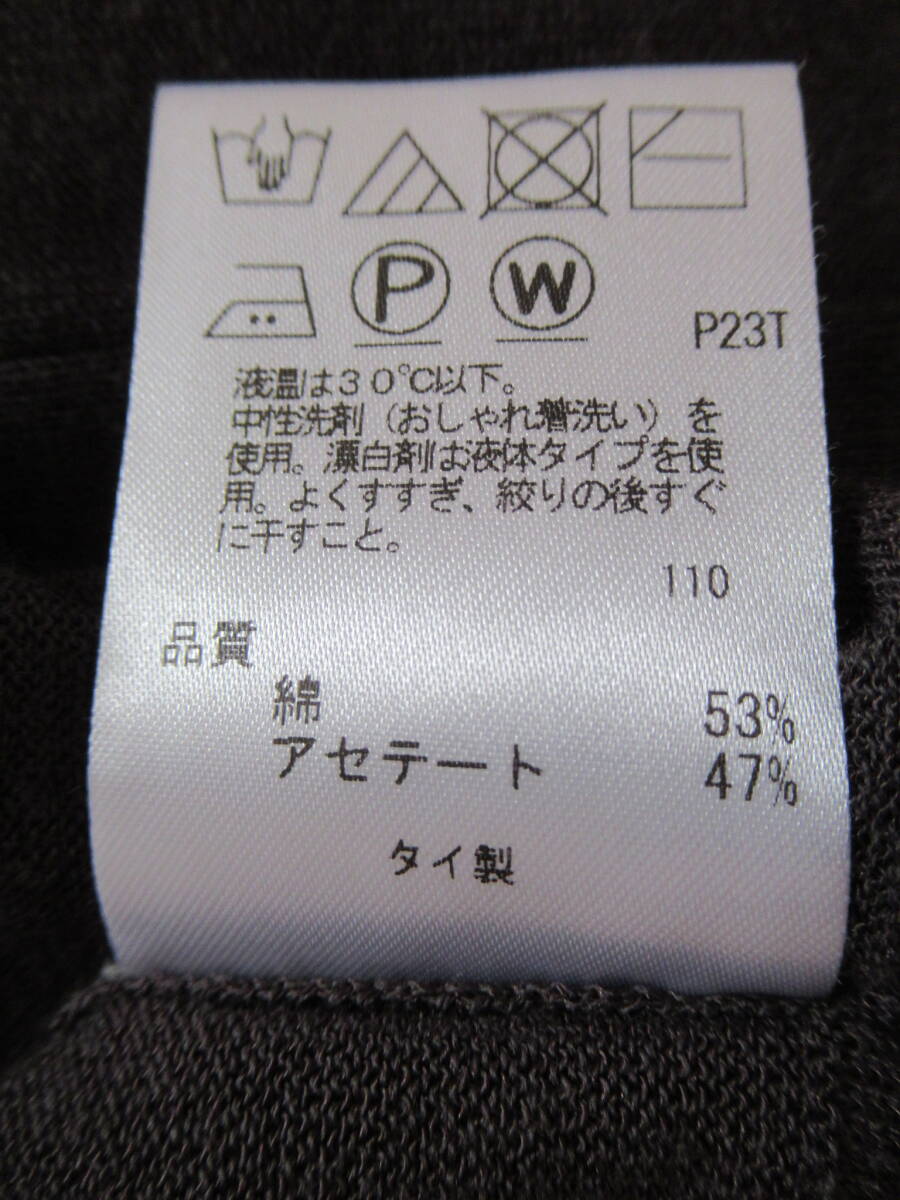 P W P23T
液温は30℃以下。
中性洗剤（おしゃれ着洗い）を
使用。漂白剤は液体タイプを使
用。よくすすぎ、絞りの後すぐ
に干すこと。
110
品質
綿 53%
アセテート 47%
タイ製